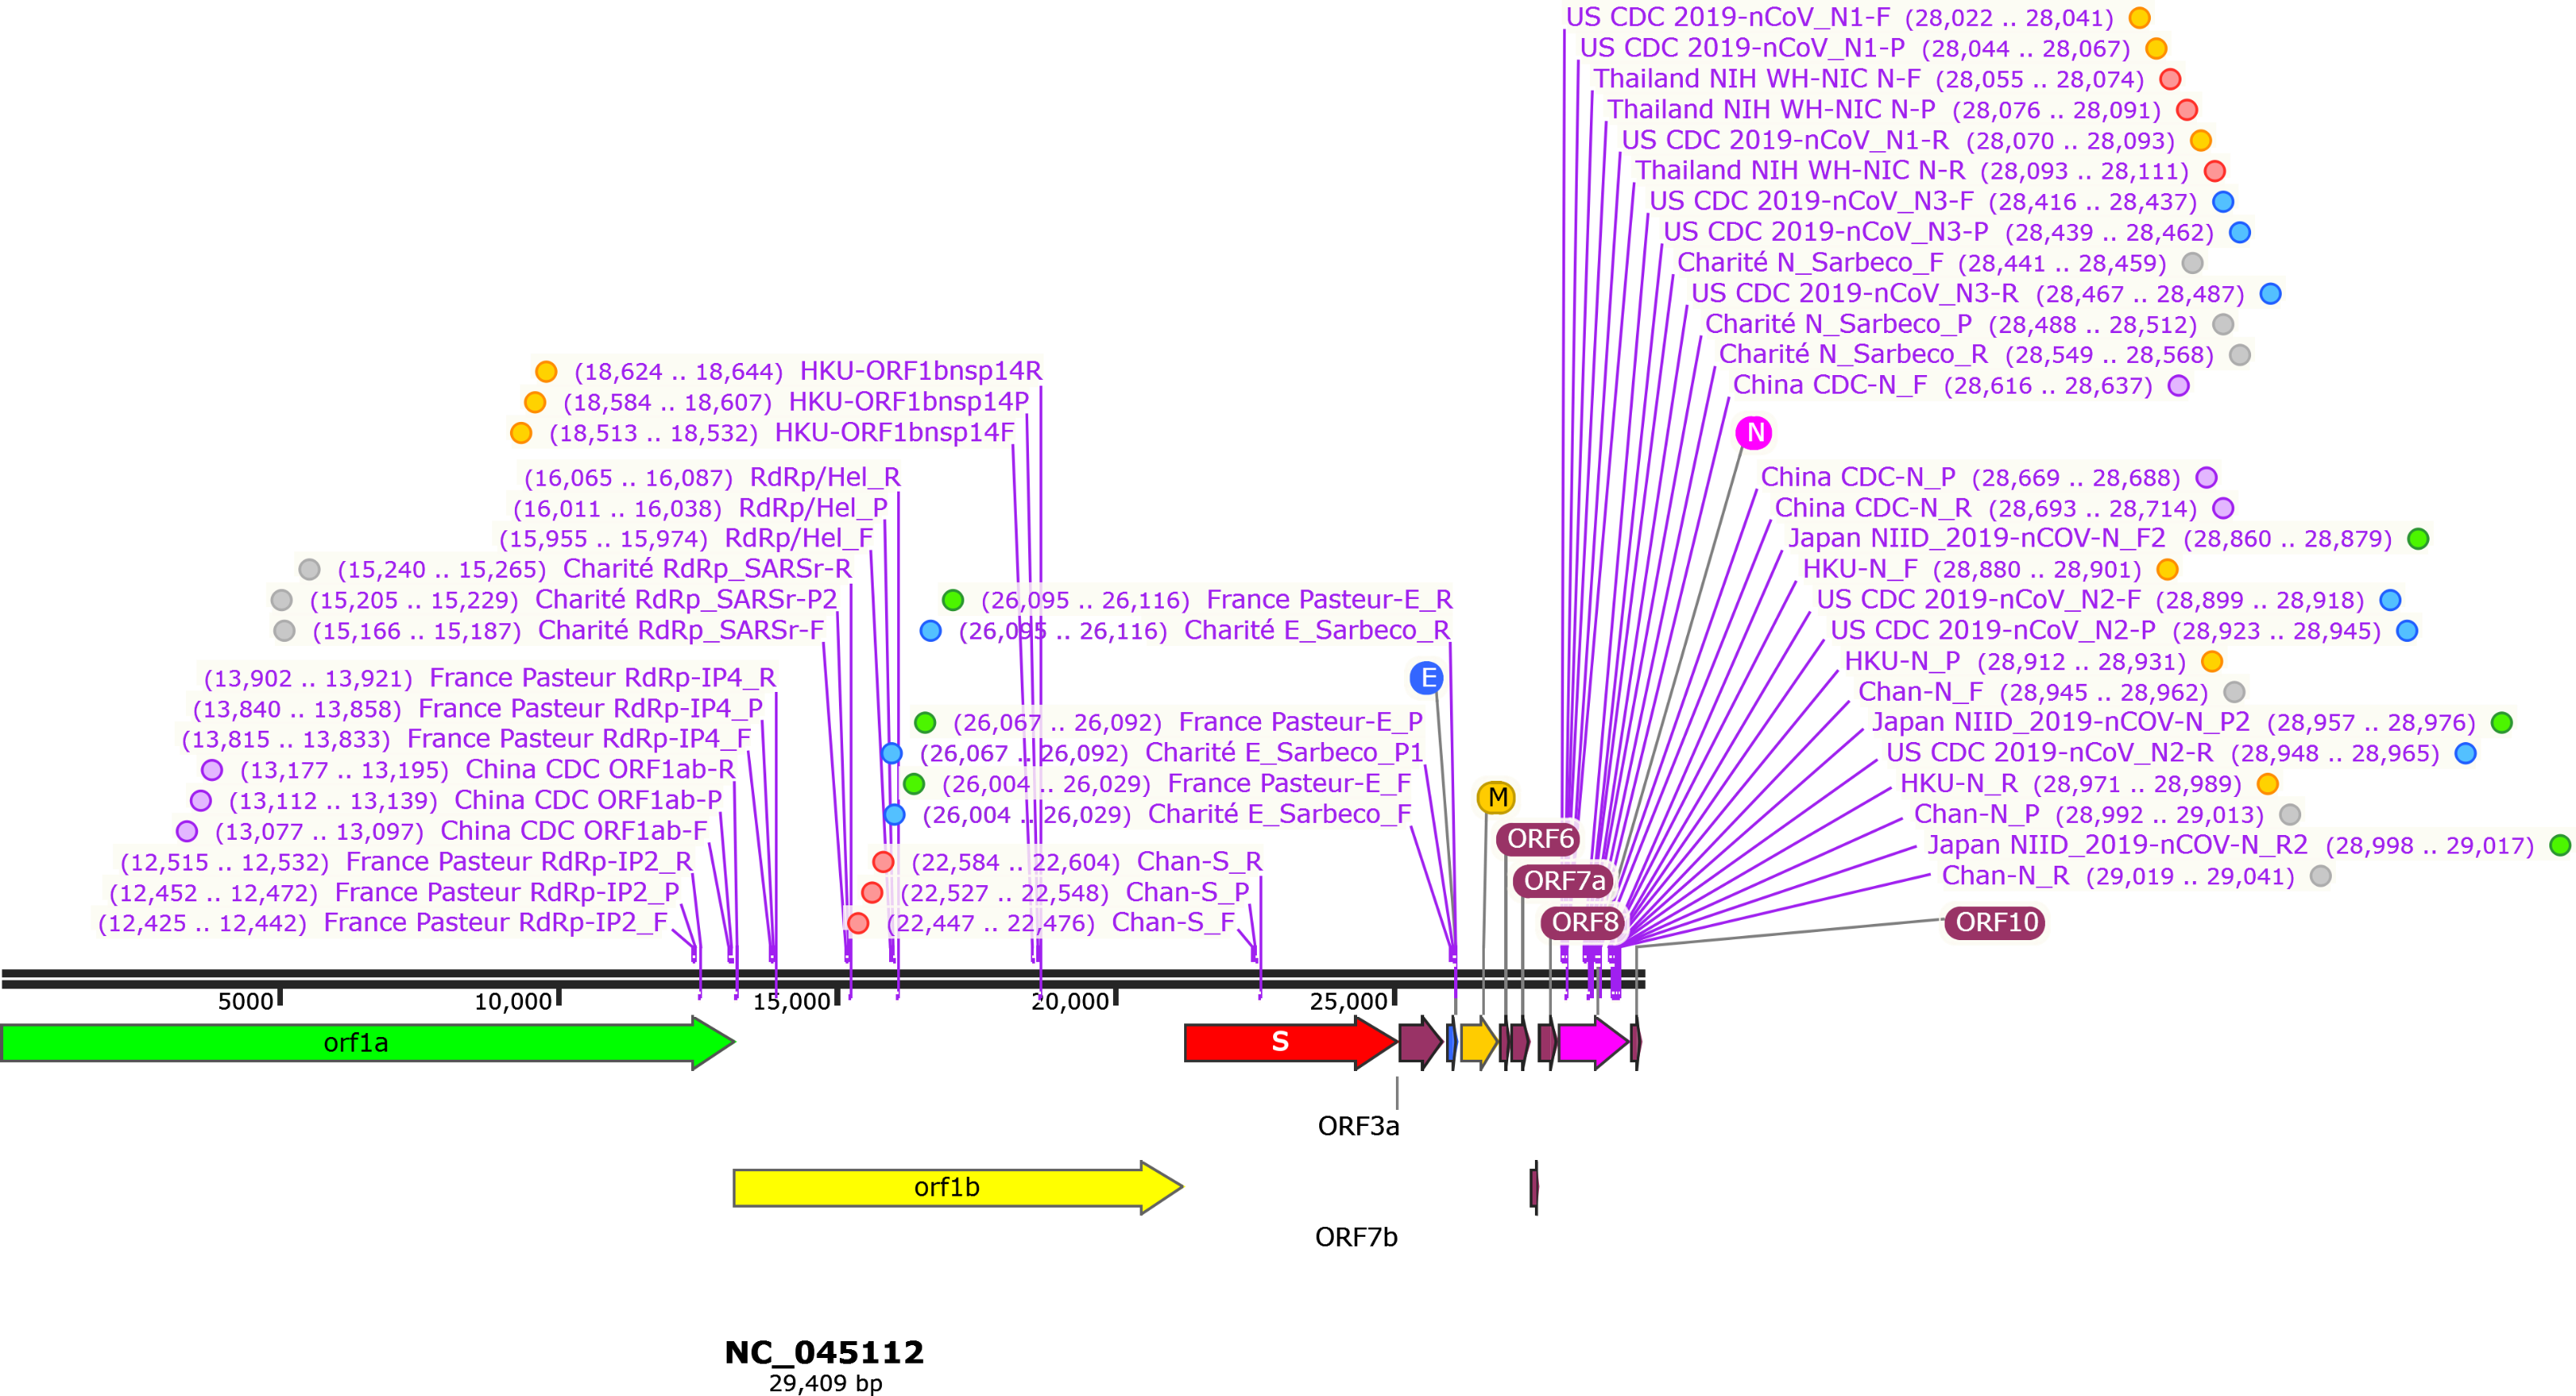 US CDC 2019-nCoV_N1-F (28,022 .. 28,041)
US CDC 2019-nCoV_N1-P (28,044 .. 28,067)
Thailand NIH WH-NIC N-F (28,055 .. 28,074)
Thailand NIH WH-NIC N-P (28,076 .. 28,091)
US CDC 2019-nCoV_N1-R (28,070 .. 28,093)
Thailand NIH WH-NIC N-R (28,093 .. 28,111)
US CDC 2019-nCoV_N3-F (28,416 .. 28,437)
US CDC 2019-nCoV_N3-P (28,439 .. 28,462)
Charité N_Sarbeco_F (28,441 .. 28,459)
US CDC 2019-nCoV_N3-R (28,467 .. 28,487)
Charité N_Sarbeco_P (28,488 .. 28,512)
Charité N_Sarbeco_R (28,549 .. 28,568)
China CDC-N_F (28,616 .. 28,637)
N
China CDC-N_P (28,669 .. 28,688)
China CDC-N_R (28,693 .. 28,714)
Japan NIID_2019-nCOV-N_F2 (28,860 .. 28,879)
HKU-N_F (28,880 .. 28,901)
US CDC 2019-nCoV_N2-F (28,899 .. 28,918)
US CDC 2019-nCoV_N2-P (28,923 .. 28,945)
HKU-N_P (28,912 .. 28,931)
Chan-N_F (28,945 .. 28,962)
Japan NIID_2019-nCOV-N_P2 (28,957 .. 28,976)
US CDC 2019-nCoV_N2-R (28,948 .. 28,965)
HKU-N_R (28,971 .. 28,989)
Chan-N_P (28,992 .. 29,013)
Japan NIID_2019-nCOV-N_R2 (28,998 .. 29,017)
Chan-N_R (29,019 .. 29,041)
ORF10
(18,624 .. 18,644) HKU-ORF1bnsp14R
(18,584 .. 18,607) HKU-ORF1bnsp14P
(18,513 .. 18,532) HKU-ORF1bnsp14F
(16,065 .. 16,087) RdRp/Hel_R
(16,011 .. 16,038) RdRp/Hel_P
(15,955 .. 15,974) RdRp/Hel_F
(15,240 .. 15,265) Charité RdRp_SARSr-R
(15,205 .. 15,229) Charité RdRp_SARSr-P2
(15,166 .. 15,187) Charité RdRp_SARSr-F
(13,902 .. 13,921) France Pasteur RdRp-IP4_R
(13,840 .. 13,858) France Pasteur RdRp-IP4_P
(13,815 .. 13,833) France Pasteur RdRp-IP4_F
(13,177 .. 13,195) China CDC ORF1ab-R
(13,112 .. 13,139) China CDC ORF1ab-P
(13,077 .. 13,097) China CDC ORF1ab-F
(12,515 .. 12,532) France Pasteur RdRp-IP2_R
(12,452 .. 12,472) France Pasteur RdRp-IP2_P
(12,425 .. 12,442) France Pasteur RdRp-IP2_F
(26,095 .. 26,116) France Pasteur-E_R
(26,095 .. 26,116) Charité E_Sarbeco_R
E
(26,067 .. 26,092) France Pasteur-E_P
(26,067 .. 26,092) Charité E_Sarbeco_P1
(26,004 .. 26,029) France Pasteur-E_F
(26,004 .. 26,029) Charité E_Sarbeco_F
(22,584 .. 22,604) Chan-S_R
(22,527 .. 22,548) Chan-S_P
(22,447 .. 22,476) Chan-S_F
M
ORF6
ORF7a
ORF8
5000 10,000 15,000 20,000 25,000
orf1a
S
ORF3a
orf1b
ORF7b
NC_045112
29,409 bp